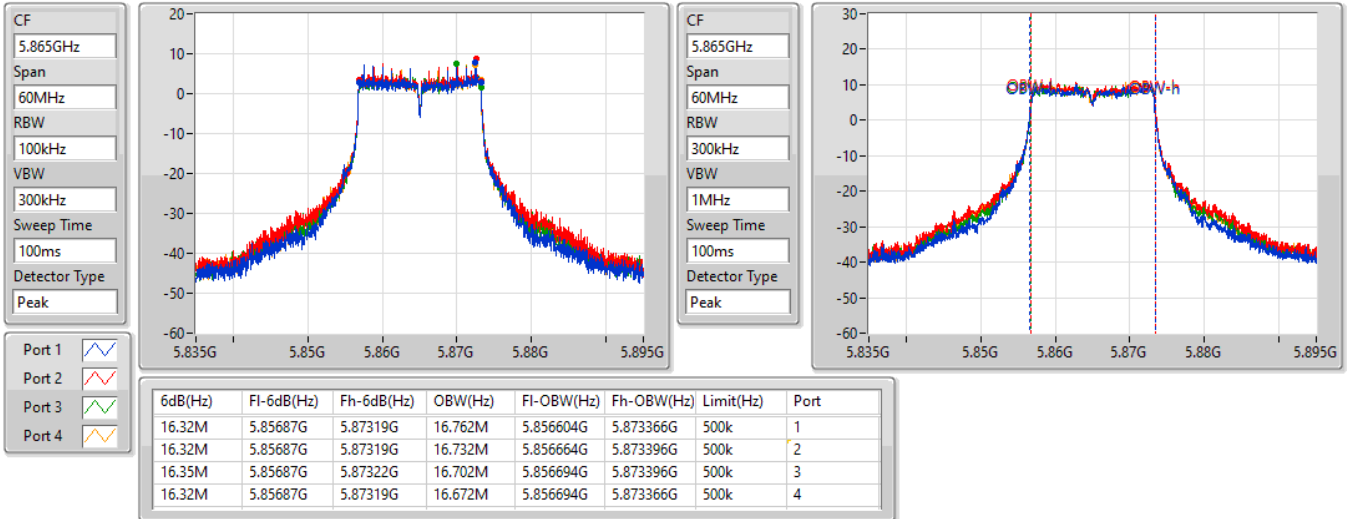 CF
5.865GHz
Span
60MHz
RBW
100kHz
VBW
300kHz
Sweep Time
100ms
Detector Type
Peak
20
10
0
-10
-20
-30
-40
-50
-60
5.835G 5.85G 5.86G 5.87G 5.88G 5.895G
CF
5.865GHz
Span
60MHz
RBW
300kHz
VBW
1MHz
Sweep Time
100ms
Detector Type
Peak
30
20
10
0
-10
-20
-30
-40
-50
-60
OBW OBW-h
5.835G 5.85G 5.86G 5.87G 5.88G 5.895G
Port 1
Port 2
Port 3
Port 4
6dB(Hz) Fl-6dB(Hz) Fh-6dB(Hz) OBW(Hz) Fl-OBW(Hz) Fh-OBW(Hz) Limit(Hz) Port
16.32M 5.85687G 5.87319G 16.762M 5.856604G 5.873366G 500k 1
16.32M 5.85687G 5.87319G 16.732M 5.856664G 5.873396G 500k 2
16.35M 5.85687G 5.87322G 16.702M 5.856694G 5.873396G 500k 3
16.32M 5.85687G 5.87319G 16.672M 5.856694G 5.873366G 500k 4